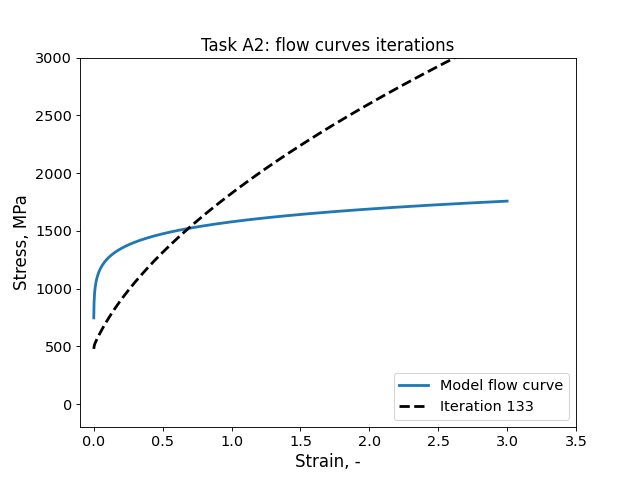 Task A2: flow curves iterations
3000
2500
2000
1500
1000
500
0
Stress, MPa
0.0 0.5 1.0 1.5 2.0 2.5 3.0 3.5
Strain, -
Model flow curve
Iteration 133